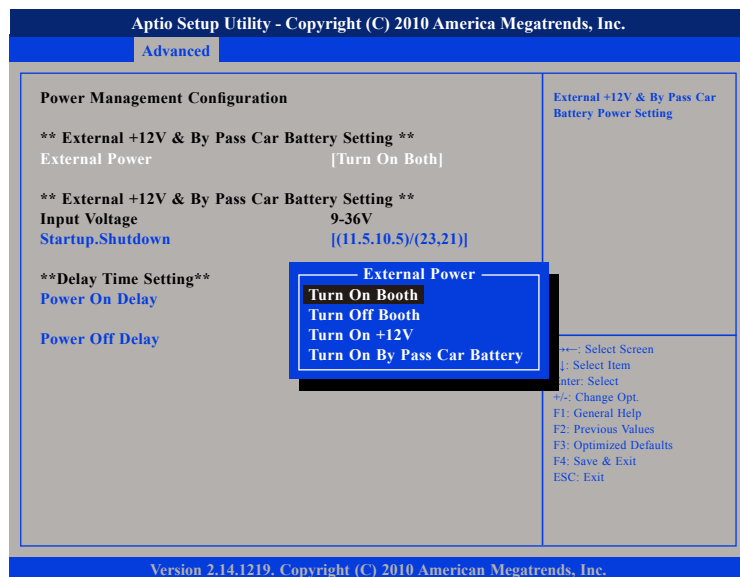 Aptio Setup Utility - Copyright (C) 2010 America Megatrends, Inc.
Advanced
Power Management Configuration
** External +12V & By Pass Car Battery Setting **
External Power [Turn On Both]
** External +12V & By Pass Car Battery Setting **
Input Voltage 9-36V
Startup.Shutdown [(11.5.10.5)/(23,21)]
**Delay Time Setting**
Power On Delay
Power Off Delay
External Power
Turn On Booth
Turn Off Booth
Turn On +12V
Turn On By Pass Car Battery
External +12V & By Pass Car
Battery Power Setting
→←: Select Screen
↓: Select Item
: Select
+/-: Change Opt.
F1: General Help
F2: Previous Values
F3: Optimized Defaults
F4: Save & Exit
ESC: Exit
Version 2.14.1219. Copyright (C) 2010 American Megatrends, Inc.